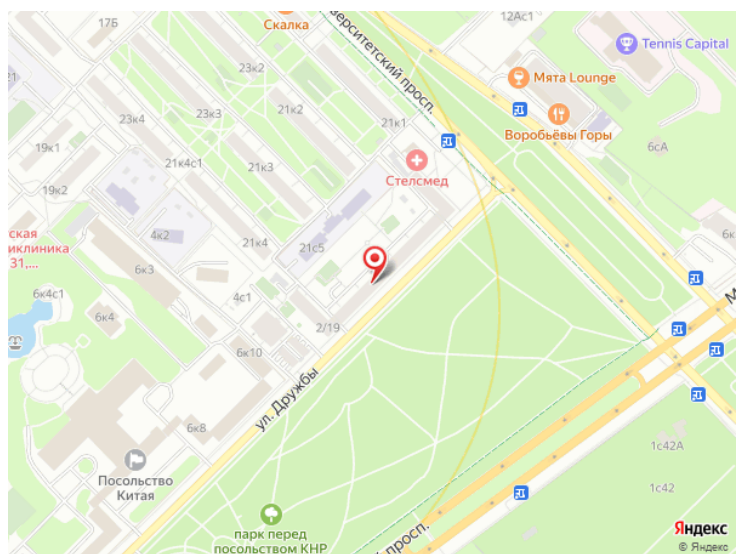 17Б
Скалка
12Ас1
верситетский просп.
Tennis Capital
Мята Lounge
Воробьёвы Горы
6сА
21
23к2
23к3
23к4
21к2
21к1
19к1
21к4с1
21к3
Стелсмед
19к2
4к2
21к4
21с5
ская
иклиника
31,...
6к3
6к
4с1
6к4с1
6к4
2/19
М
6к10
ул. Дружбы
6к8
Посольство
Китая
1с42А
1с42
парк перед
посольством КНР
просп.
Яндекс
© Яндекс